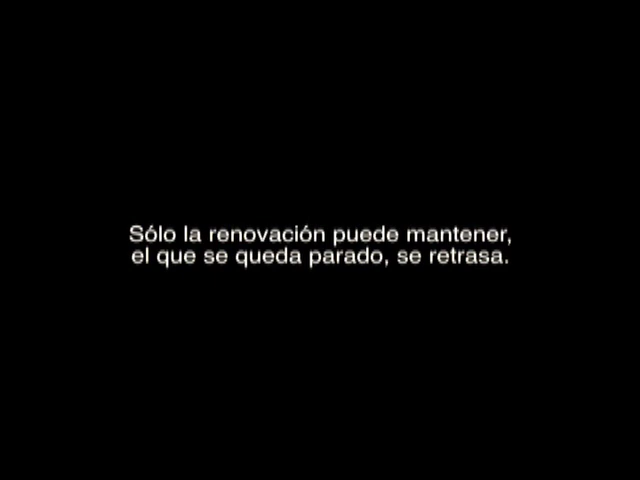 Sólo la renovación puede mantener,
el que se queda parado, se retrasa.